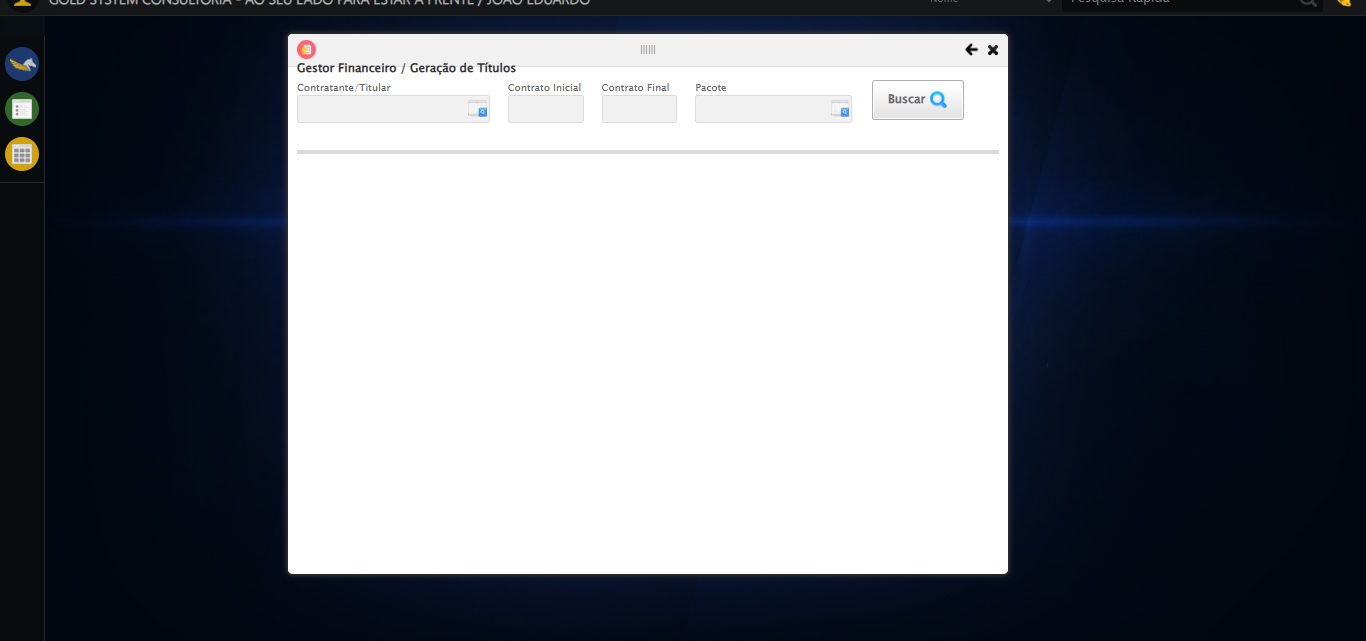 GOLD SYSTEM CONSULTORIA - AO SEU LADO PARA ESTAR À FRENTE / JOÃO EDUARDO
Nome
Pesquisa Rápida
Gestor Financeiro / Geração de Títulos
Contratante/Titular
Contrato Inicial
Contrato Final
Pacote
Buscar